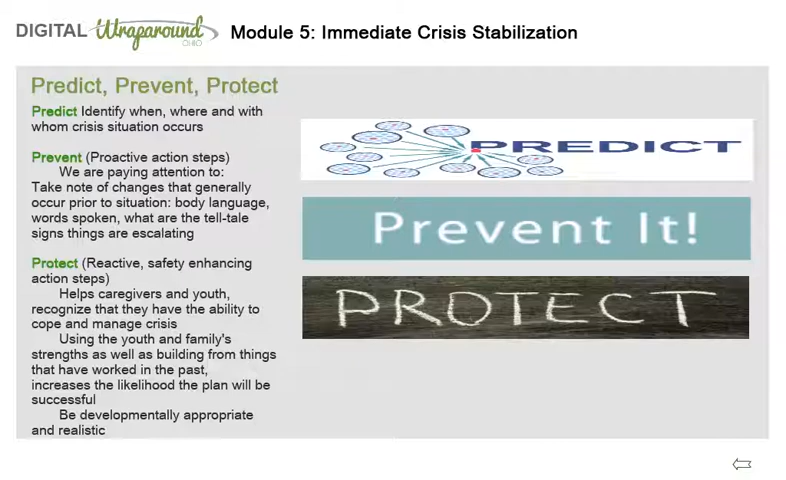 DIGITAL Wraparound OHIO
Module 5: Immediate Crisis Stabilization
Predict, Prevent, Protect
Predict Identify when, where and with
whom crisis situation occurs
Prevent (Proactive action steps)
We are paying attention to:
Take note of changes that generally
occur prior to situation: body language,
words spoken, what are the tell-tale
signs things are escalating
Protect (Reactive, safety enhancing
action steps)
Helps caregivers and youth,
recognize that they have the ability to
cope and manage crisis
Using the youth and family's
strengths as well as building from things
that have worked in the past,
increases the likelihood the plan will be
successful
Be developmentally appropriate
and realistic
PREDICT
Prevent It!
PROTECT